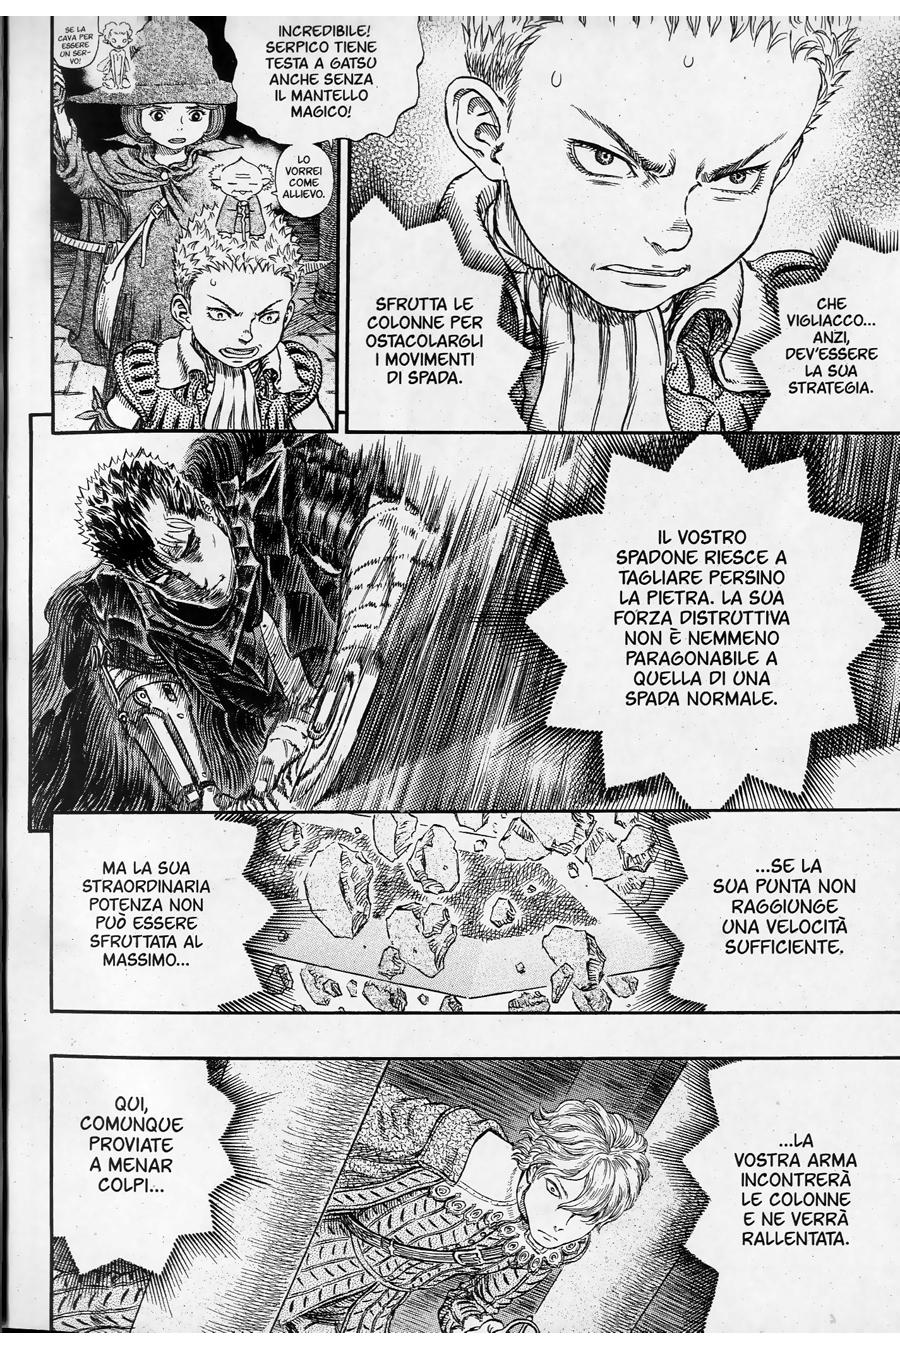 SE LA
CAVA PER
ESSERE
UN SER-
VO!
INCREDIBILE!
SERPICO TIENE
TESTA A GATSU
ANCHE SENZA
IL MANTELLO
MAGICO!
LO
VORREI
COME
ALLIEVO.
SFRUTTA LE
COLONNE PER
OSTACOLARGLI
I MOVIMENTI
DI SPADA.
CHE
VIGLIACCO...
ANZI,
DEV'ESSERE
LA SUA
STRATEGIA.
IL VOSTRO
SPADONE RIESCE A
TAGLIARE PERSINO
LA PIETRA. LA SUA
FORZA DISTRUTTIVA
NON È NEMMENO
PARAGONABILE A
QUELLA DI UNA
SPADA NORMALE.
MA LA SUA
STRAORDINARIA
POTENZA NON
PUÒ ESSERE
SFRUTTATA AL
MASSIMO...
...SE LA
SUA PUNTA NON
RAGGIUNGE
UNA VELOCITÀ
SUFFICIENTE.
QUI,
COMUNQUE
PROVIATE
A MENAR
COLPI...
...LA
VOSTRA ARMA
INCONTRERÀ
LE COLONNE
E NE VERRÀ
RALLENTATA.